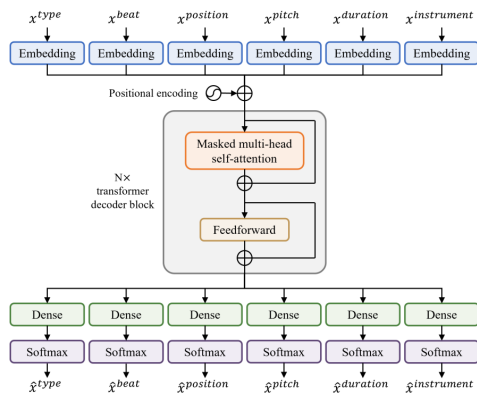 x^type x^beat x^position x^pitch x^duration x^instrument
Embedding Embedding Embedding Embedding Embedding Embedding
Positional encoding
Masked multi-head
self-attention
N×
transformer
decoder block
Feedforward
Dense Dense Dense Dense Dense Dense
Softmax Softmax Softmax Softmax Softmax Softmax
x̂^type x̂^beat x̂^position x̂^pitch x̂^duration x̂^instrument